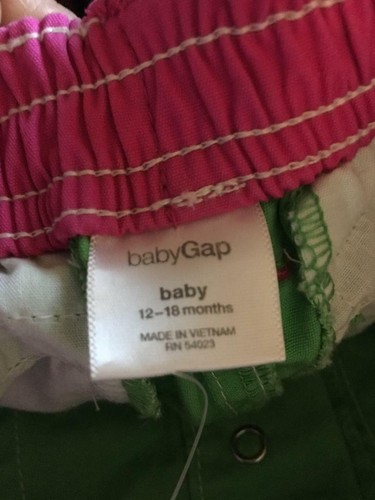 babyGap
baby
12-18 months
MADE IN VIETNAM
RN 54023